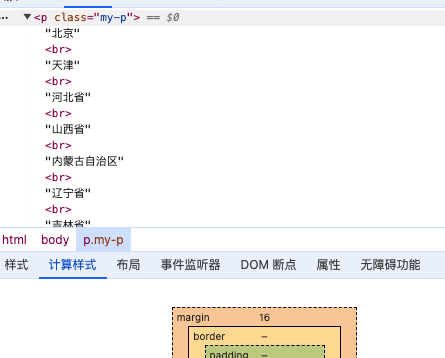 <p class="my-p"> == $0
"北京"
<br>
"天津"
<br>
"河北省"
<br>
"山西省"
<br>
"内蒙古自治区"
<br>
"辽宁省"
<br>
"吉林省"
html body p.my-p
样式 计算样式 布局 事件监听器 DOM 断点 属性 无障碍功能
margin 16
border –
padding –